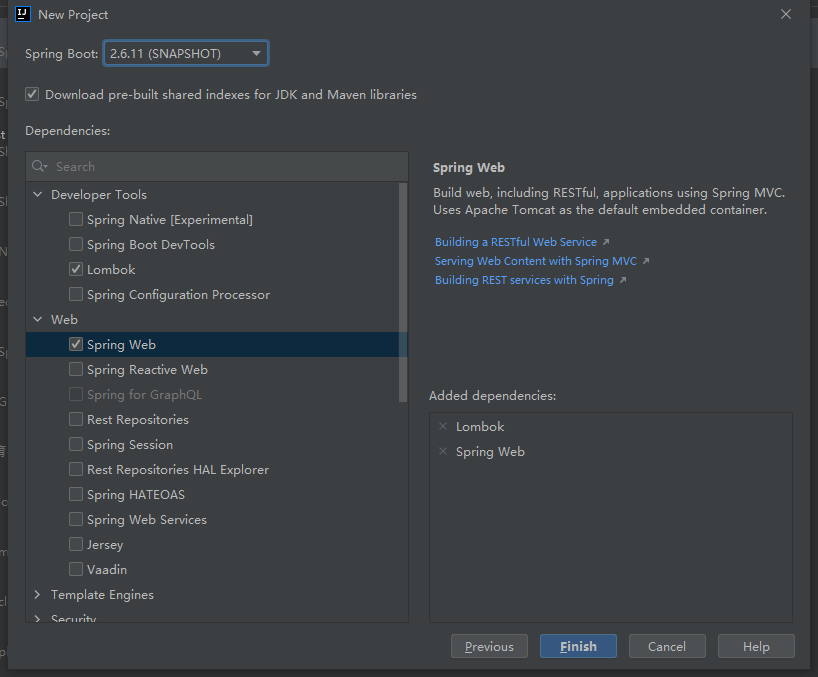 New Project
Spring Boot: 2.6.11 (SNAPSHOT)
Download pre-built shared indexes for JDK and Maven libraries
Dependencies:
Search
Developer Tools
Spring Native [Experimental]
Spring Boot DevTools
Lombok
Spring Configuration Processor
Web
Spring Web
Spring Reactive Web
Spring for GraphQL
Rest Repositories
Spring Session
Rest Repositories HAL Explorer
Spring HATEOAS
Spring Web Services
Jersey
Vaadin
Template Engines
Security
Spring Web
Build web, including RESTful, applications using Spring MVC.
Uses Apache Tomcat as the default embedded container.
Building a RESTful Web Service
Serving Web Content with Spring MVC
Building REST services with Spring
Added dependencies:
Lombok
Spring Web
Previous
Finish
Cancel
Help